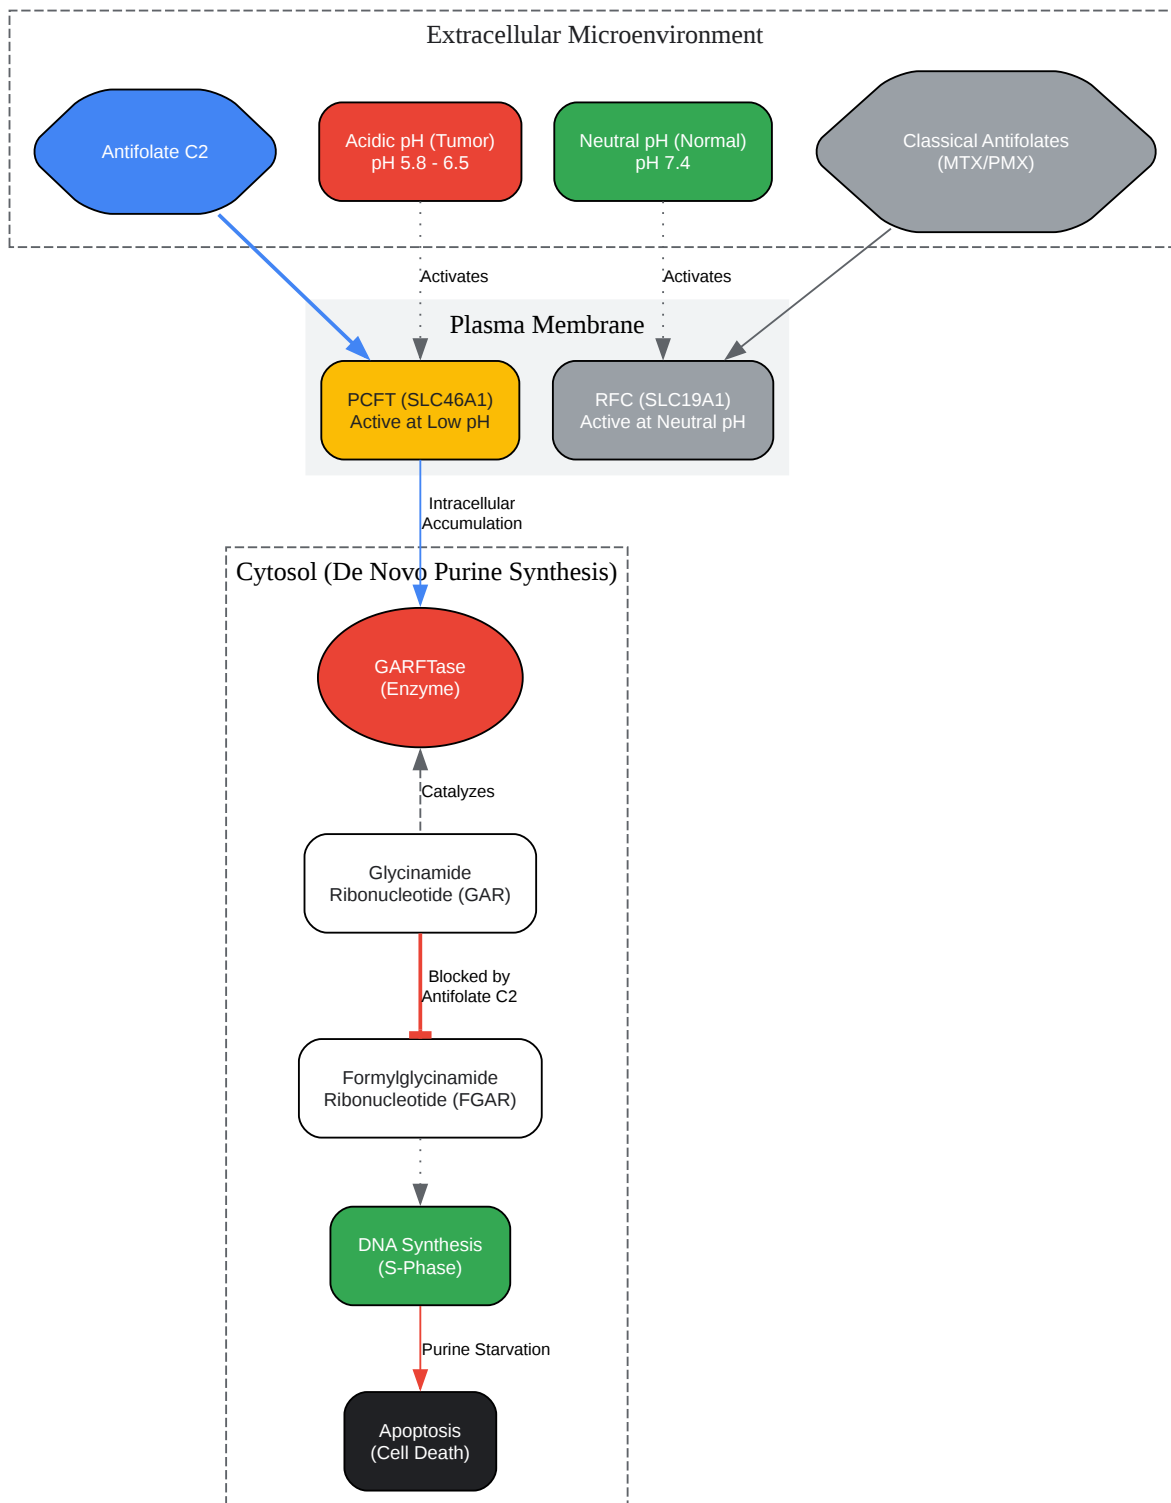 Extracellular Microenvironment
Antifolate C2
Acidic pH (Tumor)
pH 5.8 - 6.5
Neutral pH (Normal)
pH 7.4
Classical Antifolates
(MTX/PMX)
Activates
Activates
Plasma Membrane
PCFT (SLC46A1)
Active at Low pH
RFC (SLC19A1)
Active at Neutral pH
Intracellular
Accumulation
Cytosol (De Novo Purine Synthesis)
GARFTase
(Enzyme)
Catalyzes
Glycinamide
Ribonucleotide (GAR)
Blocked by
Antifolate C2
Formylglycinamide
Ribonucleotide (FGAR)
DNA Synthesis
(S-Phase)
Purine Starvation
Apoptosis
(Cell Death)